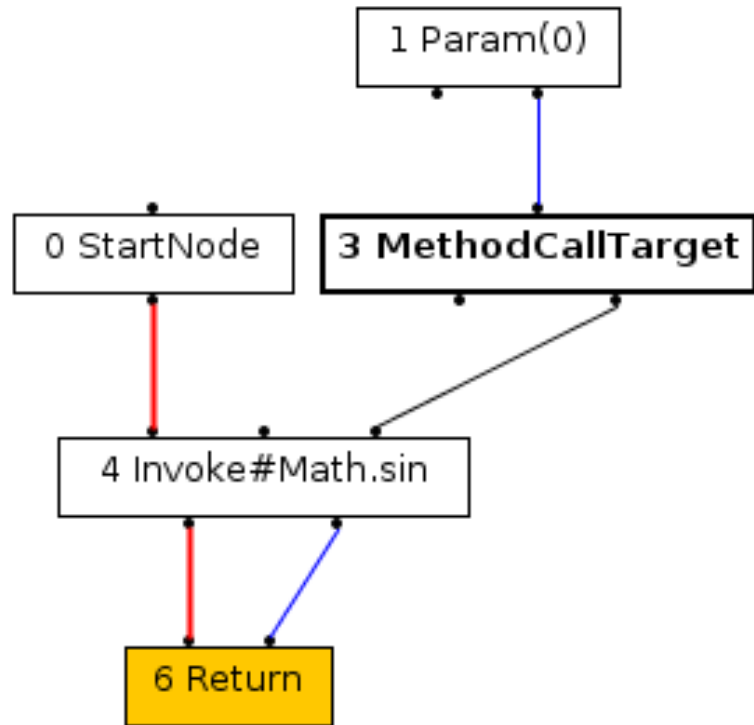 1 Param(0)
0 StartNode
3 MethodCallTarget
4 Invoke#Math.sin
6 Return